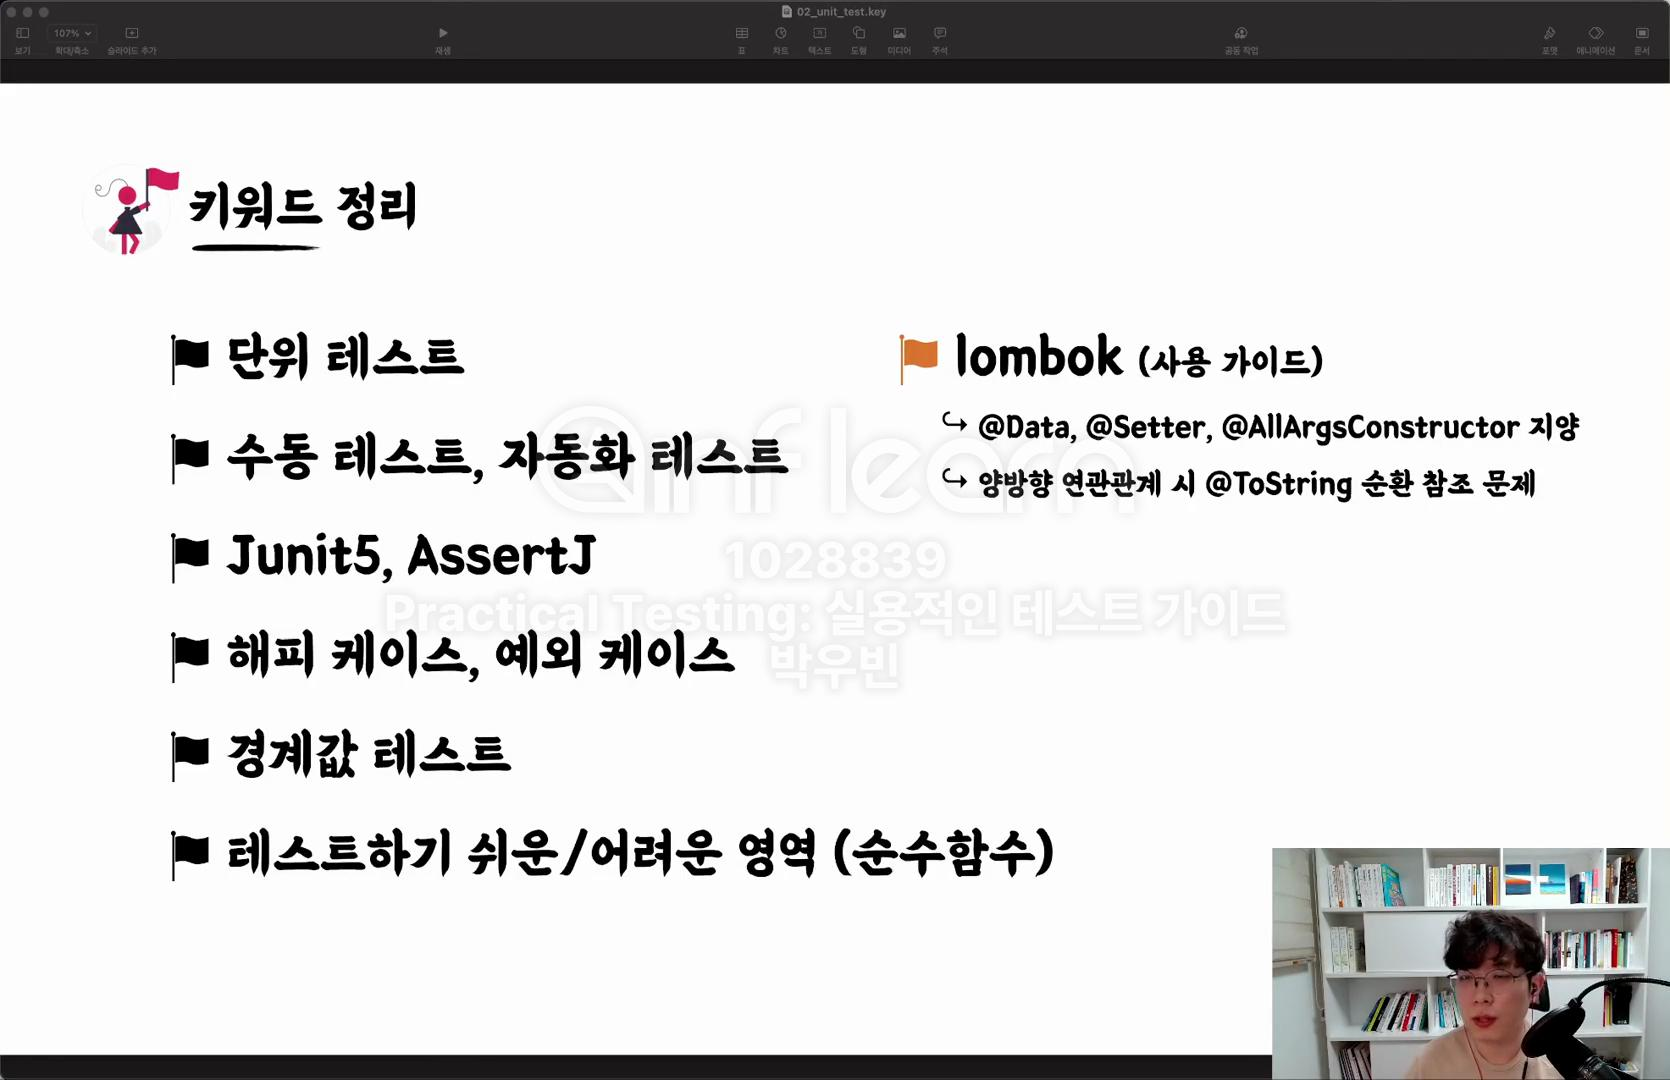 02_unit_test.key
107%
보기
확대/축소
슬라이드 추가
재생
표
차트
텍스트
도형
미디어
주석
공동 작업
포맷
애니메이션
문서
키워드 정리
단위 테스트
수동 테스트, 자동화 테스트
Junit5, AssertJ
해피 케이스, 예외 케이스
경계값 테스트
테스트하기 쉬운/어려운 영역 (순수함수)
lombok (사용 가이드)
↪ @Data, @Setter, @AllArgsConstructor 지양
↪ 양방향 연관관계 시 @ToString 순환 참조 문제
inflearn
1028839
Practical Testing: 실용적인 테스트 가이드
박우빈